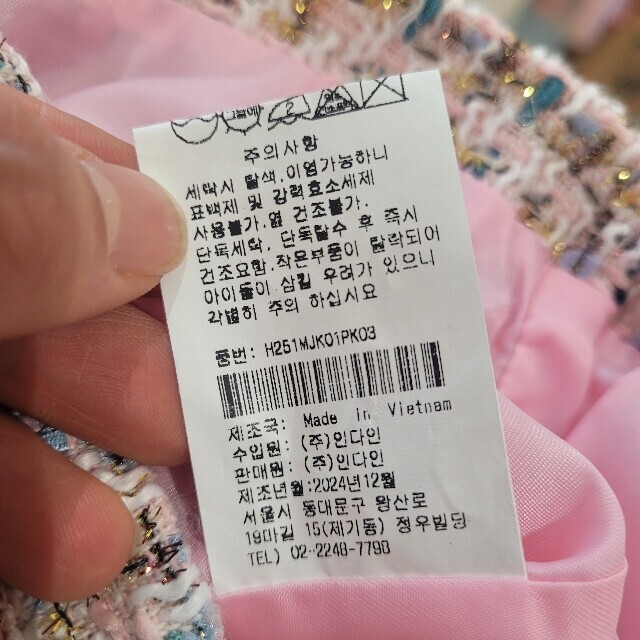 주의사항
세탁시 탈색,이염가능하니
표백제 및 강력효소세제
사용불가.열 건조불가.
단독세탁, 단독탈수 후 즉시
건조요함.작은부품이 탈락되어
아이들이 삼킬 우려가 있으니
각별히 주의 하십시요
품번: H251MJK01PK03
제조국: Made in Vietnam
수입원: (주)인다인
판매원: (주)인다인
제조년월:2024년12월
서울시 동대문구 왕산로
19마길 15(제기동) 정우빌딩
TEL) 02-2248-7798